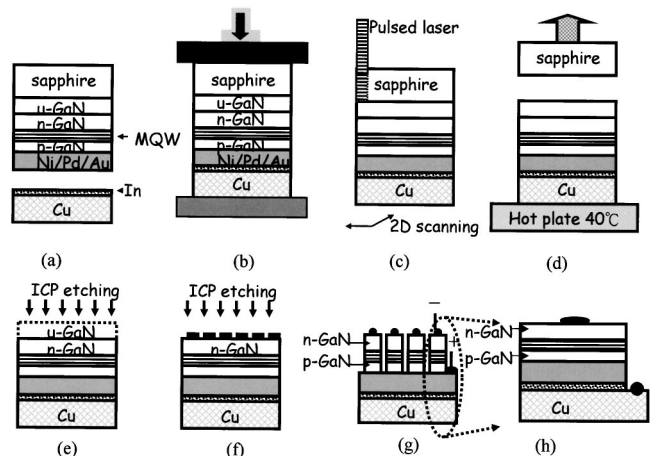 sapphire
u-GaN
n-GaN
MQW
p-GaN
Ni/Pd/Au
In
Cu
(a)
sapphire
u-GaN
n-GaN
p-GaN
Ni/Pd/Au
Cu
(b)
Pulsed laser
sapphire
Cu
2D scanning
(c)
sapphire
Cu
Hot plate 40℃
(d)
ICP etching
u-GaN
n-GaN
Cu
(e)
ICP etching
n-GaN
Cu
(f)
−
+
n-GaN
p-GaN
Cu
(g)
n-GaN
p-GaN
Cu
(h)